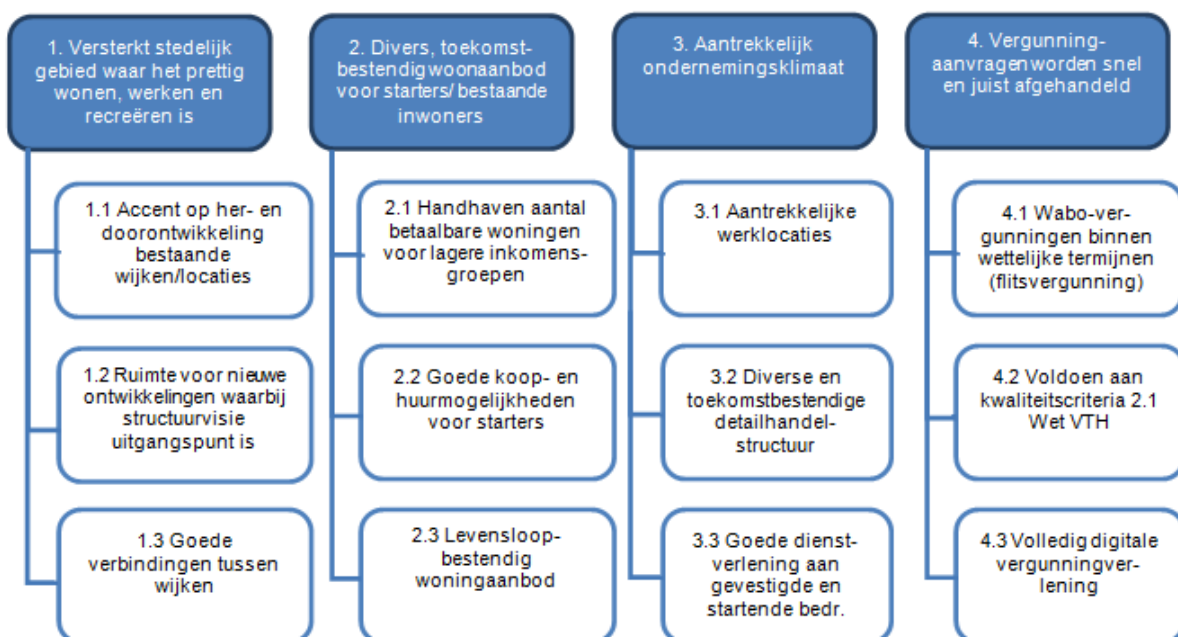 1. Versterkt stedelijk
gebied waar het prettig
wonen, werken en
recreëren is
1.1 Accent op her- en
doorontwikkeling
bestaande
wijken/locaties
1.2 Ruimte voor nieuwe
ontwikkelingen waarbij
structuurvisie
uitgangspunt is
1.3 Goede
verbindingen tussen
wijken
2. Divers, toekomst-
bestendig woonaanbod
voor starters/ bestaande
inwoners
2.1 Handhaven aantal
betaalbare woningen
voor lagere inkomens-
groepen
2.2 Goede koop- en
huurmogelijkheden
voor starters
2.3 Levensloop-
bestendig
woningaanbod
3. Aantrekkelijk
ondernemingsklimaat
3.1 Aantrekkelijke
werklocaties
3.2 Diverse en
toekomstbestendige
detailhandel-
structuur
3.3 Goede dienst-
verlening aan
gevestigde en
startende bedr.
4. Vergunning-
aanvragen worden snel
en juist afgehandeld
4.1 Wabo-ver-
gunningen binnen
wettelijke termijnen
(flitsvergunning)
4.2 Voldoen aan
kwaliteitscriteria 2.1
Wet VTH
4.3 Volledig digitale
vergunningver-
lening